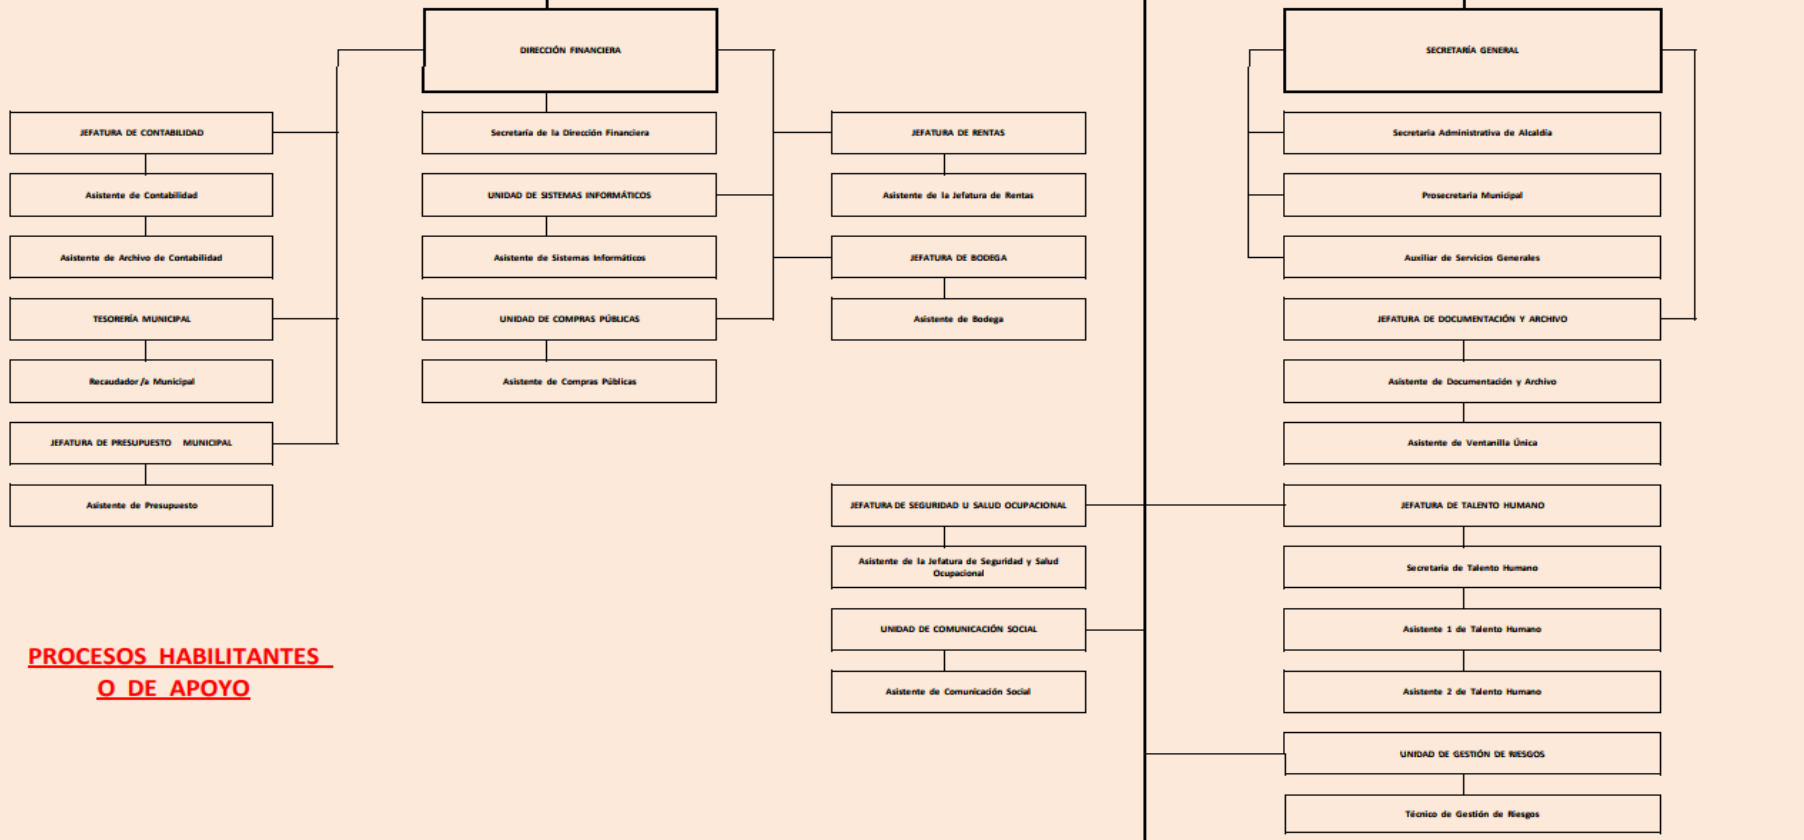 DIRECCIÓN FINANCIERA
SECRETARÍA GENERAL
JEFATURA DE CONTABILIDAD
Secretaría de la Dirección Financiera
JEFATURA DE RENTAS
Secretaria Administrativa de Alcaldía
Asistente de Contabilidad
UNIDAD DE SISTEMAS INFORMÁTICOS
Asistente de la Jefatura de Rentas
Prosecretaria Municipal
Asistente de Archivo de Contabilidad
Asistente de Sistemas Informáticos
JEFATURA DE BODEGA
Auxiliar de Servicios Generales
TESORERÍA MUNICIPAL
UNIDAD DE COMPRAS PÚBLICAS
Asistente de Bodega
JEFATURA DE DOCUMENTACIÓN Y ARCHIVO
Recaudador/a Municipal
Asistente de Compras Públicas
Asistente de Documentación y Archivo
JEFATURA DE PRESUPUESTO MUNICIPAL
Asistente de Ventanilla Única
Asistente de Presupuesto
JEFATURA DE SEGURIDAD U SALUD OCUPACIONAL
JEFATURA DE TALENTO HUMANO
Asistente de la Jefatura de Seguridad y Salud
Ocupacional
Secretaria de Talento Humano
UNIDAD DE COMUNICACIÓN SOCIAL
Asistente 1 de Talento Humano
PROCESOS HABILITANTES
O DE APOYO
Asistente de Comunicación Social
Asistente 2 de Talento Humano
UNIDAD DE GESTIÓN DE RIESGOS
Técnico de Gestión de Riesgos